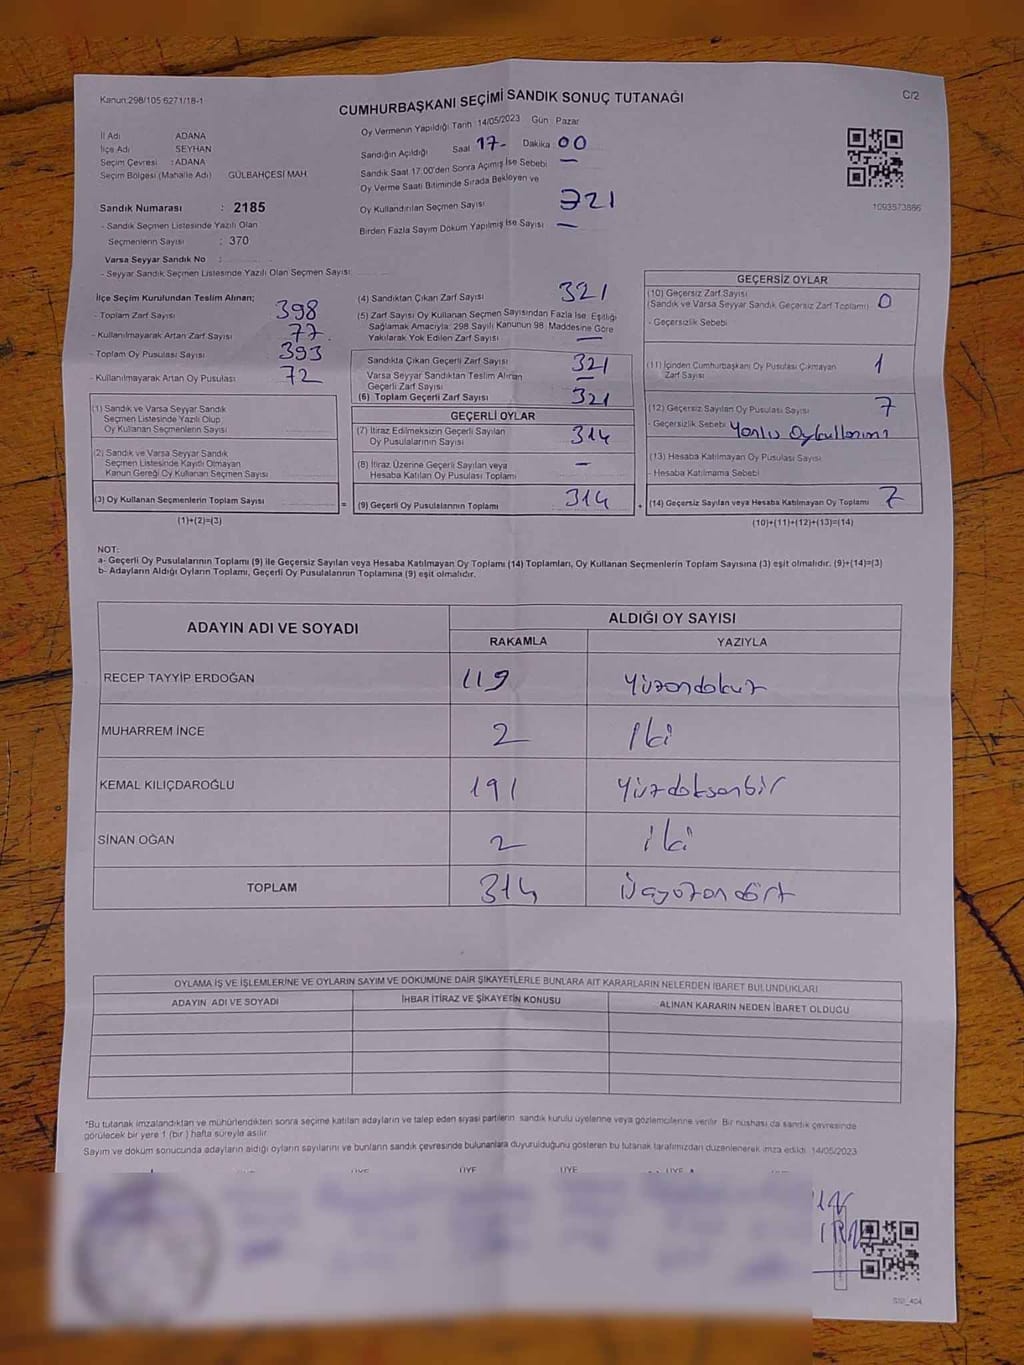 Kanun:298/105 6271/18-1
CUMHURBAŞKANI SEÇİMİ SANDIK SONUÇ TUTANAĞI
C/2
İl Adı ADANA
İlçe Adı SEYHAN
Seçim Çevresi : ADANA
Seçim Bölgesi (Mahalle Adı) GÜLBAHÇESİ MAH.
Oy Vermenin Yapıldığı Tarih 14/05/2023 Gün : Pazar
Sandığın Açıldığı Saat 17- Dakika : 00
Sandık Saat 17.00'den Sonra Açımış İse Sebebi —
Oy Verme Saati Bitiminde Sırada Bekleyen ve
Oy Kullandırılan Seçmen Sayısı 321
Birden Fazla Sayım Döküm Yapılmış İse Sayısı —
1093573886
Sandık Numarası : 2185
- Sandık Seçmen Listesinde Yazılı Olan
Seçmenlerin Sayısı : 370
Varsa Seyyar Sandık No :
- Seyyar Sandık Seçmen Listesinde Yazılı Olan Seçmen Sayısı:
İlçe Seçim Kurulundan Teslim Alınan;
- Toplam Zarf Sayısı 398
- Kullanılmayarak Artan Zarf Sayısı 77
- Toplam Oy Pusulası Sayısı 393
- Kullanılmayarak Artan Oy Pusulası 72
(1) Sandık ve Varsa Seyyar Sandık
Seçmen Listesinde Yazılı Olup
Oy Kullanan Seçmenlerin Sayısı
(2) Sandık ve Varsa Seyyar Sandık
Seçmen Listesinde Kayıtlı Olmayan
Kanun Gereği Oy Kullanan Seçmen Sayısı
(3) Oy Kullanan Seçmenlerin Toplam Sayısı
(1)+(2)=(3)
(4) Sandıktan Çıkan Zarf Sayısı 321
(5) Zarf Sayısı Oy Kullanan Seçmen Sayısından Fazla İse, Eşitliği
Sağlamak Amacıyla; 298 Sayılı Kanunun 98. Maddesine Göre
Yakılarak Yok Edilen Zarf Sayısı —
Sandıkta Çıkan Geçerli Zarf Sayısı 321
Varsa Seyyar Sandıktan Teslim Alınan
Geçerli Zarf Sayısı —
(6) Toplam Geçerli Zarf Sayısı 321
GEÇERLİ OYLAR
(7) İtiraz Edilmeksizin Geçerli Sayılan
Oy Pusulalarının Sayısı 314
(8) İtiraz Üzerine Geçerli Sayılan veya
Hesaba Katılan Oy Pusulası Toplamı —
(9) Geçerli Oy Pusulalarının Toplamı 314
=
+
GEÇERSİZ OYLAR
(10) Geçersiz Zarf Sayısı
(Sandık ve Varsa Seyyar Sandık Geçersiz Zarf Toplamı) 0
- Geçersizlik Sebebi
(11) İçinden Cumhurbaşkanı Oy Pusulası Çıkmayan
Zarf Sayısı 1
(12) Geçersiz Sayılan Oy Pusulası Sayısı 7
- Geçersizlik Sebebi
(13) Hesaba Katılmayan Oy Pusulası Sayısı
- Hesaba Katılmama Sebebi
(14) Geçersiz Sayılan veya Hesaba Katılmayan Oy Toplamı 7
(10)+(11)+(12)+(13)=(14)
NOT:
a- Geçerli Oy Pusulalarının Toplamı (9) ile Geçersiz Sayılan veya Hesaba Katılmayan Oy Toplamı (14) Toplamları, Oy Kullanan Seçmenlerin Toplam Sayısına (3) eşit olmalıdır. (9)+(14)=(3)
b- Adayların Aldığı Oyların Toplamı, Geçerli Oy Pusulalarının Toplamına (9) eşit olmalıdır.
ADAYIN ADI VE SOYADI
ALDIĞI OY SAYISI
RAKAMLA YAZIYLA
RECEP TAYYİP ERDOĞAN 119 Yüzondokuz
MUHARREM İNCE 2 İki
KEMAL KILIÇDAROĞLU 191 Yüzdoksanbir
SİNAN OĞAN 2 iki
TOPLAM 314 Üçyüzondört
OYLAMA İŞ VE İŞLEMLERİNE VE OYLARIN SAYIM VE DÖKÜMÜNE DAİR ŞİKAYETLERLE BUNLARA AİT KARARLARIN NELERDEN İBARET BULUNDUKLARI
ADAYIN ADI VE SOYADI İHBAR İTİRAZ VE ŞİKAYETİN KONUSU ALINAN KARARIN NEDEN İBARET OLDUĞU
*Bu tutanak imzalandıktan ve mühürlendikten sonra seçime katılan adayların ve talep eden siyasi partilerin sandık kurulu üyelerine veya gözlemcilerine verilir. Bir nüshası da sandık çevresinde
görülecek bir yere 1 (bir) hafta süreyle asılır.
Sayım ve döküm sonucunda adayların aldığı oyların sayılarını ve bunların sandık çevresinde bulunanlara duyurulduğunu gösteren bu tutanak tarafımızdan düzenlenerek imza edildi. 14/05/2023
ÜYE ÜYE ÜYE ÜYE